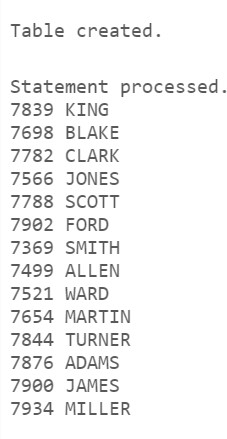 Table created.
Statement processed.
7839 KING
7698 BLAKE
7782 CLARK
7566 JONES
7788 SCOTT
7902 FORD
7369 SMITH
7499 ALLEN
7521 WARD
7654 MARTIN
7844 TURNER
7876 ADAMS
7900 JAMES
7934 MILLER